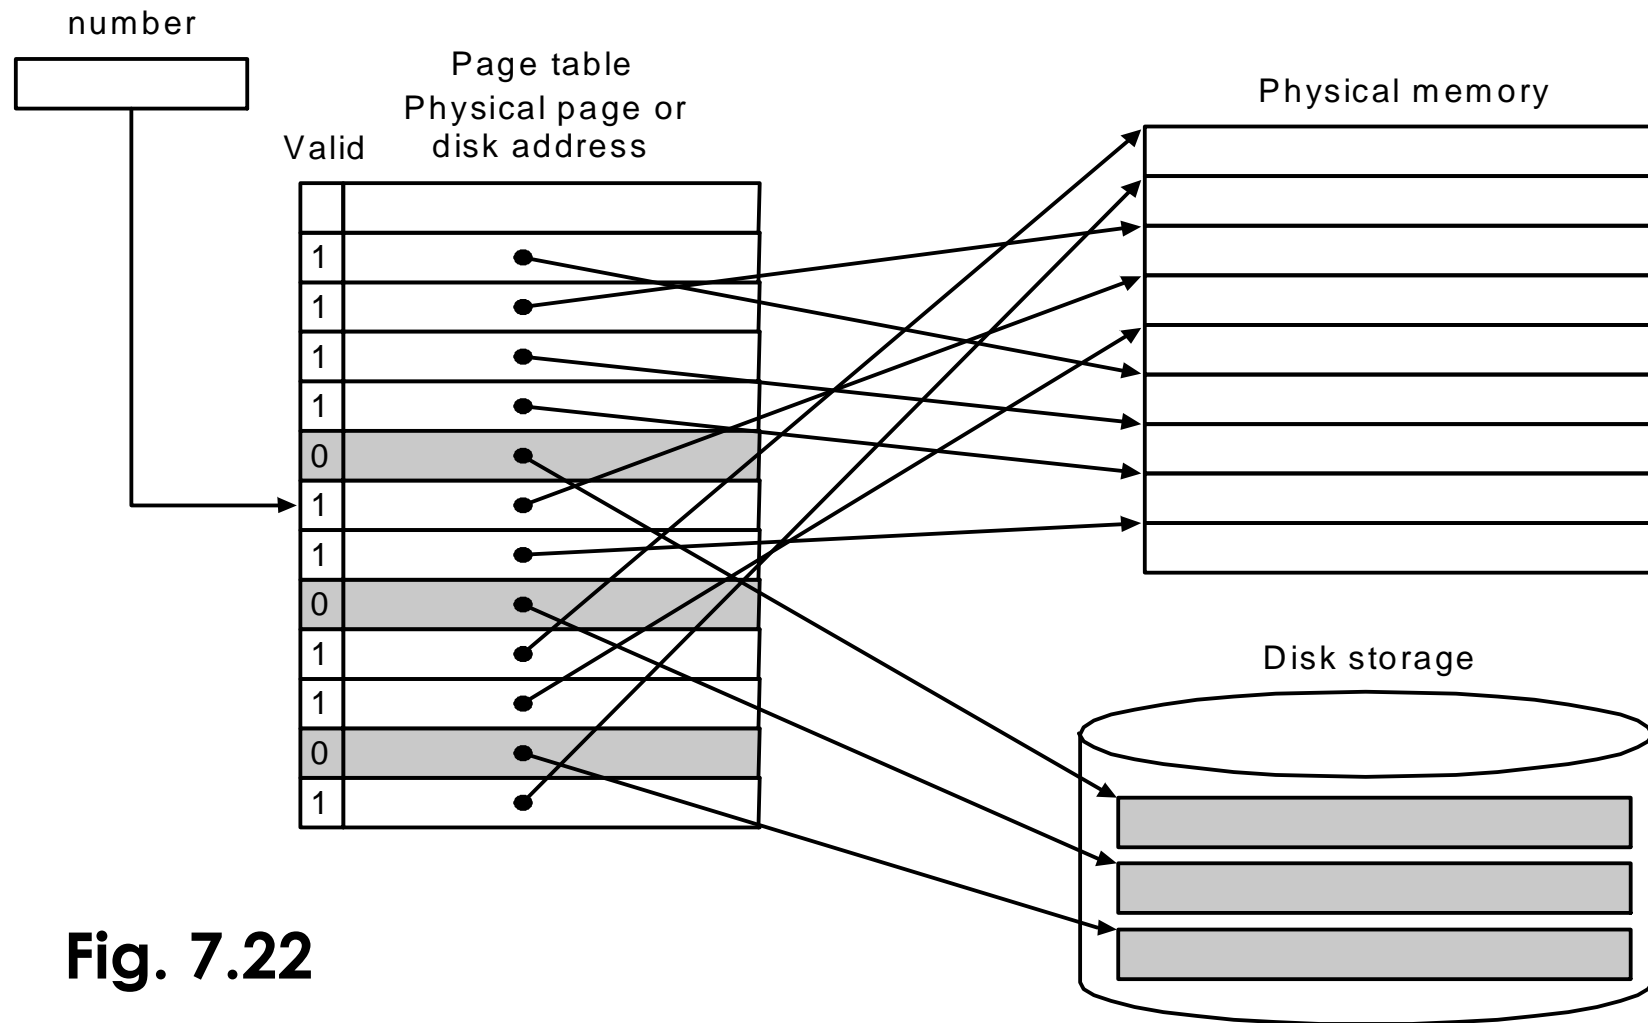 number
Page table
Physical page or
disk address
Valid
Physical memory
1
1
1
1
0
1
1
0
1
1
0
1
Disk storage
Fig. 7.22